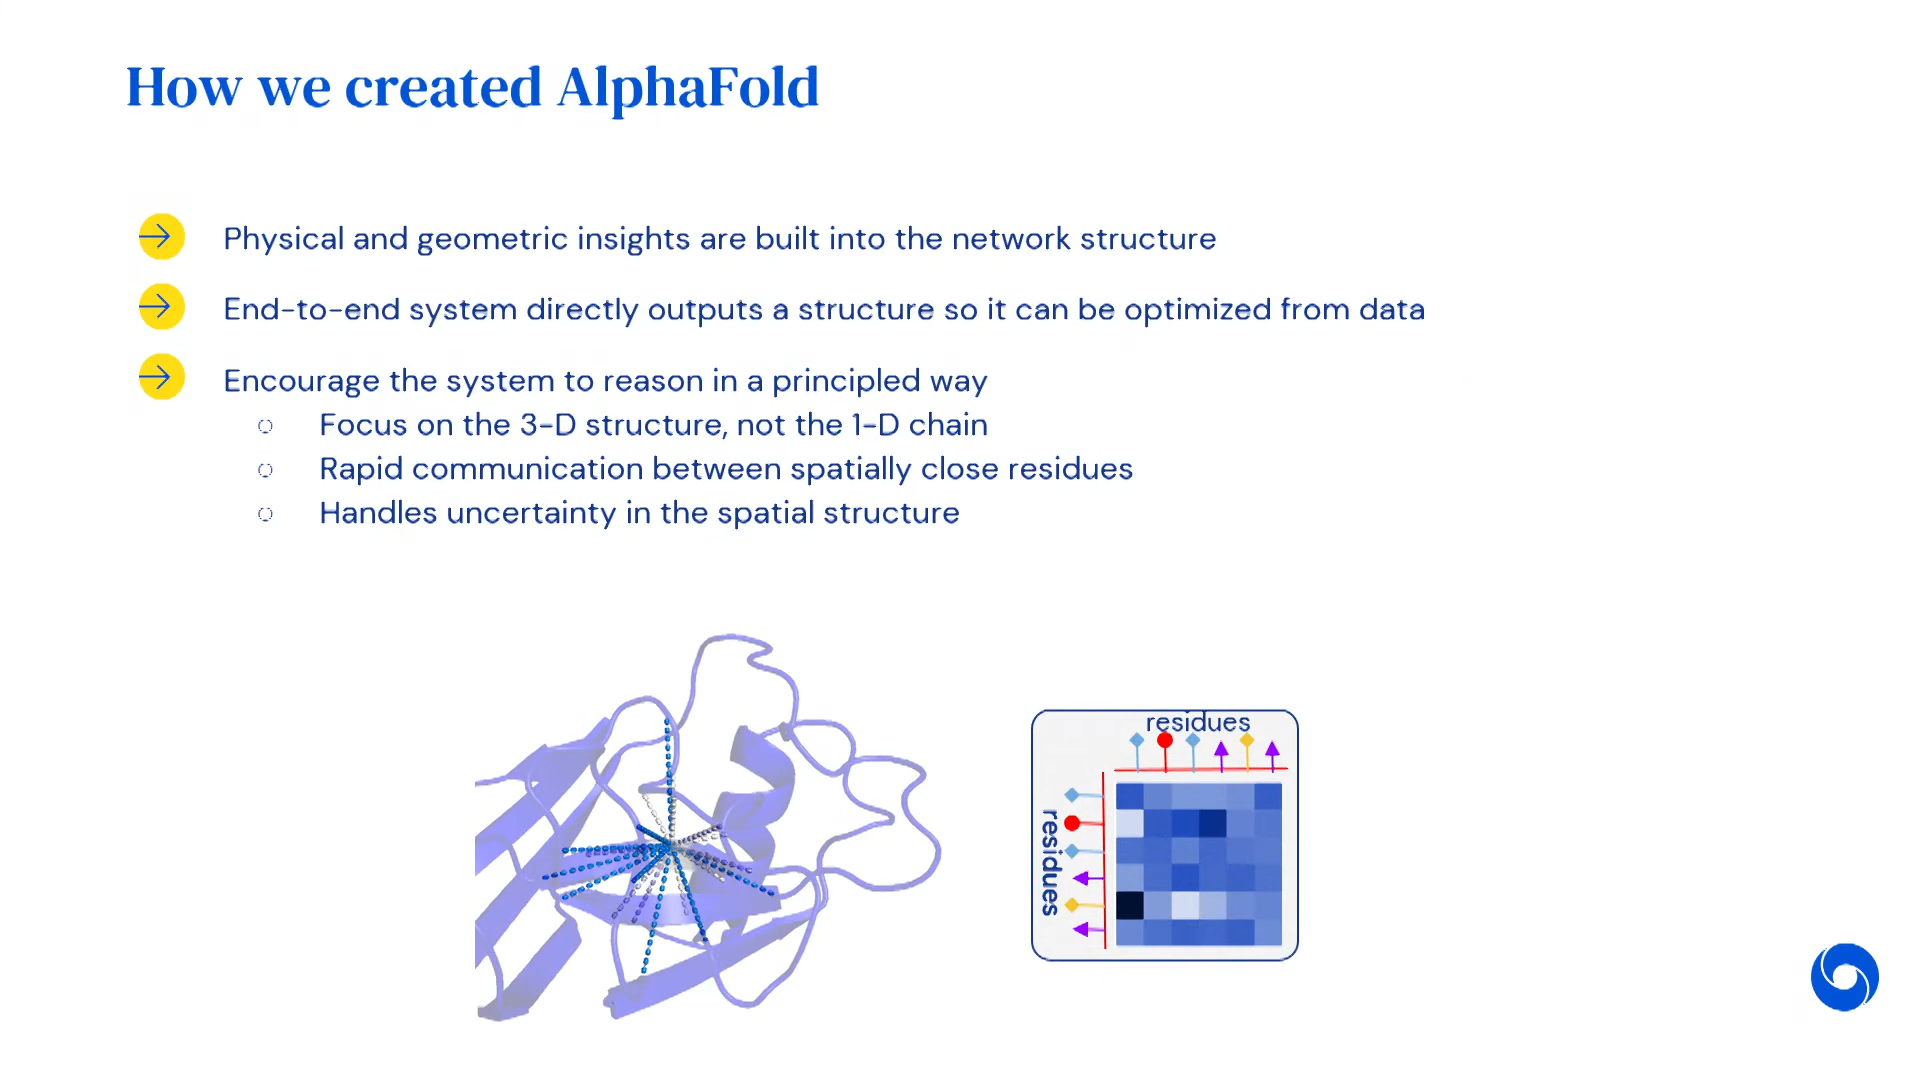 How we created AlphaFold
Physical and geometric insights are built into the network structure
End-to-end system directly outputs a structure so it can be optimized from data
Encourage the system to reason in a principled way
Focus on the 3-D structure, not the 1-D chain
Rapid communication between spatially close residues
Handles uncertainty in the spatial structure
residues
residues